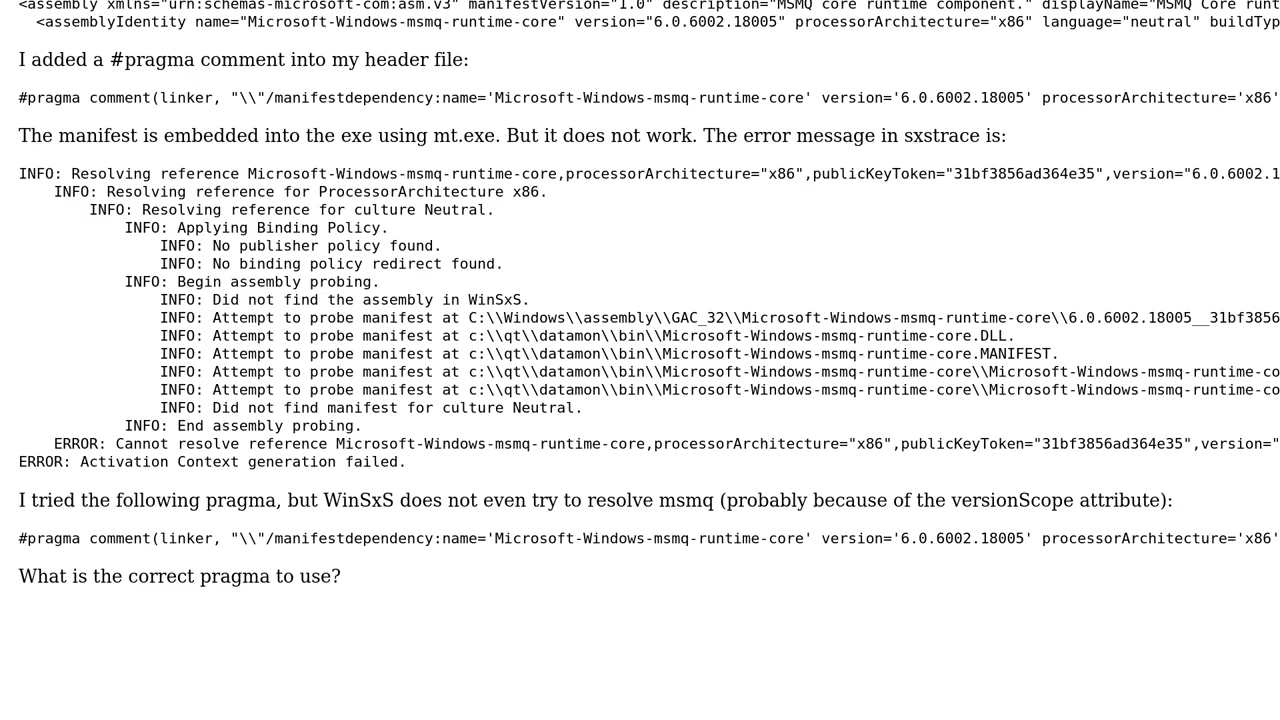 <assembly xmlns="urn:schemas-microsoft-com:asm.v3" manifestVersion="1.0" description="MSMQ core runtime component." displayName="MSMQ Core runt
<assemblyIdentity name="Microsoft-Windows-msmq-runtime-core" version="6.0.6002.18005" processorArchitecture="x86" language="neutral" buildTyp
I added a #pragma comment into my header file:
#pragma comment(linker, "\\"/manifestdependency:name='Microsoft-Windows-msmq-runtime-core' version='6.0.6002.18005' processorArchitecture='x86'
The manifest is embedded into the exe using mt.exe. But it does not work. The error message in sxstrace is:
INFO: Resolving reference Microsoft-Windows-msmq-runtime-core,processorArchitecture="x86",publicKeyToken="31bf3856ad364e35",version="6.0.6002.1
INFO: Resolving reference for ProcessorArchitecture x86.
INFO: Resolving reference for culture Neutral.
INFO: Applying Binding Policy.
INFO: No publisher policy found.
INFO: No binding policy redirect found.
INFO: Begin assembly probing.
INFO: Did not find the assembly in WinSxS.
INFO: Attempt to probe manifest at C:\\Windows\\assembly\\GAC_32\\Microsoft-Windows-msmq-runtime-core\\6.0.6002.18005__31bf3856
INFO: Attempt to probe manifest at c:\\qt\\datamon\\bin\\Microsoft-Windows-msmq-runtime-core.DLL.
INFO: Attempt to probe manifest at c:\\qt\\datamon\\bin\\Microsoft-Windows-msmq-runtime-core.MANIFEST.
INFO: Attempt to probe manifest at c:\\qt\\datamon\\bin\\Microsoft-Windows-msmq-runtime-core\\Microsoft-Windows-msmq-runtime-co
INFO: Attempt to probe manifest at c:\\qt\\datamon\\bin\\Microsoft-Windows-msmq-runtime-core\\Microsoft-Windows-msmq-runtime-co
INFO: Did not find manifest for culture Neutral.
INFO: End assembly probing.
ERROR: Cannot resolve reference Microsoft-Windows-msmq-runtime-core,processorArchitecture="x86",publicKeyToken="31bf3856ad364e35",version="
ERROR: Activation Context generation failed.
I tried the following pragma, but WinSxS does not even try to resolve msmq (probably because of the versionScope attribute):
#pragma comment(linker, "\\"/manifestdependency:name='Microsoft-Windows-msmq-runtime-core' version='6.0.6002.18005' processorArchitecture='x86'
What is the correct pragma to use?